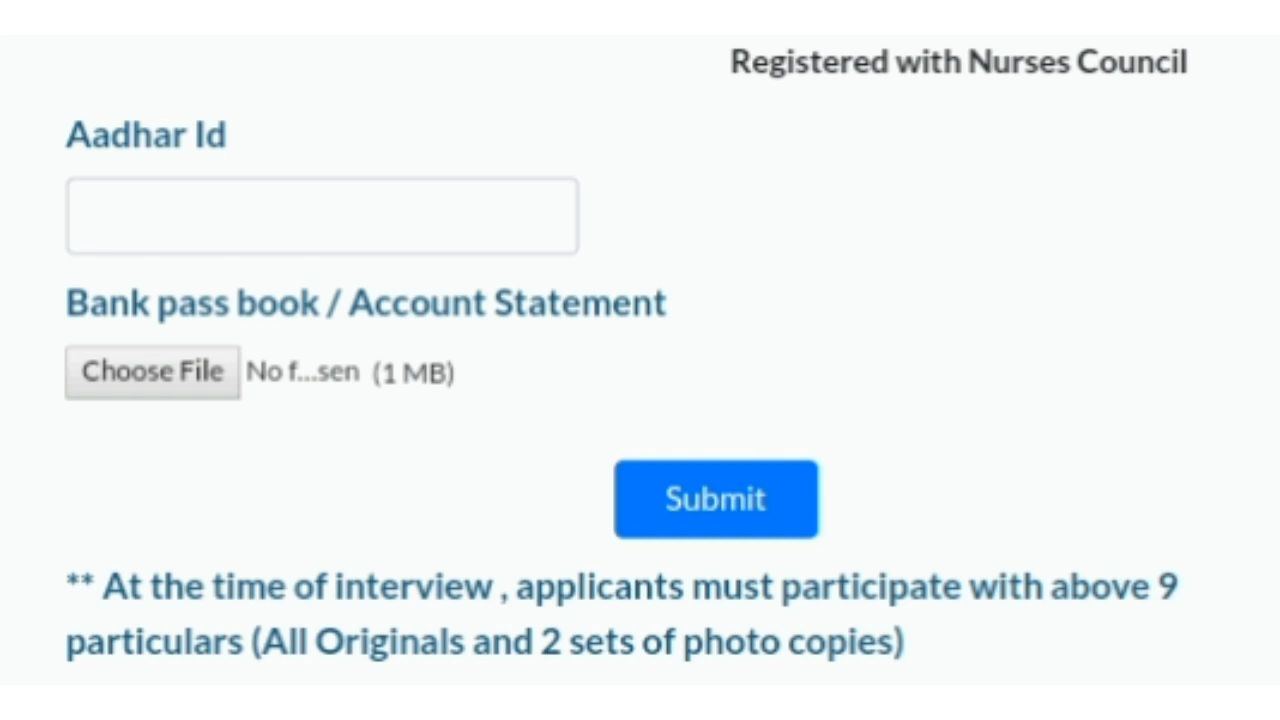 Registered with Nurses Council
Aadhar Id
Bank pass book / Account Statement
Choose File No f...sen (1 MB)
Submit
** At the time of interview , applicants must participate with above 9
particulars (All Originals and 2 sets of photo copies)